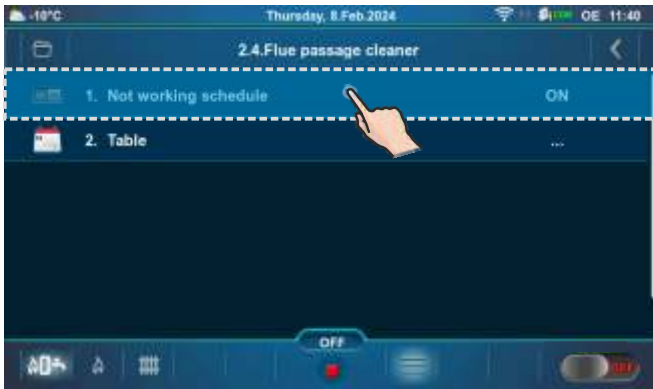 -10°C Thursday, 8.Feb.2024 OE 11:40
2.4.Flue passage cleaner
1. Not working schedule ON
2. Table ...
OFF
OFF